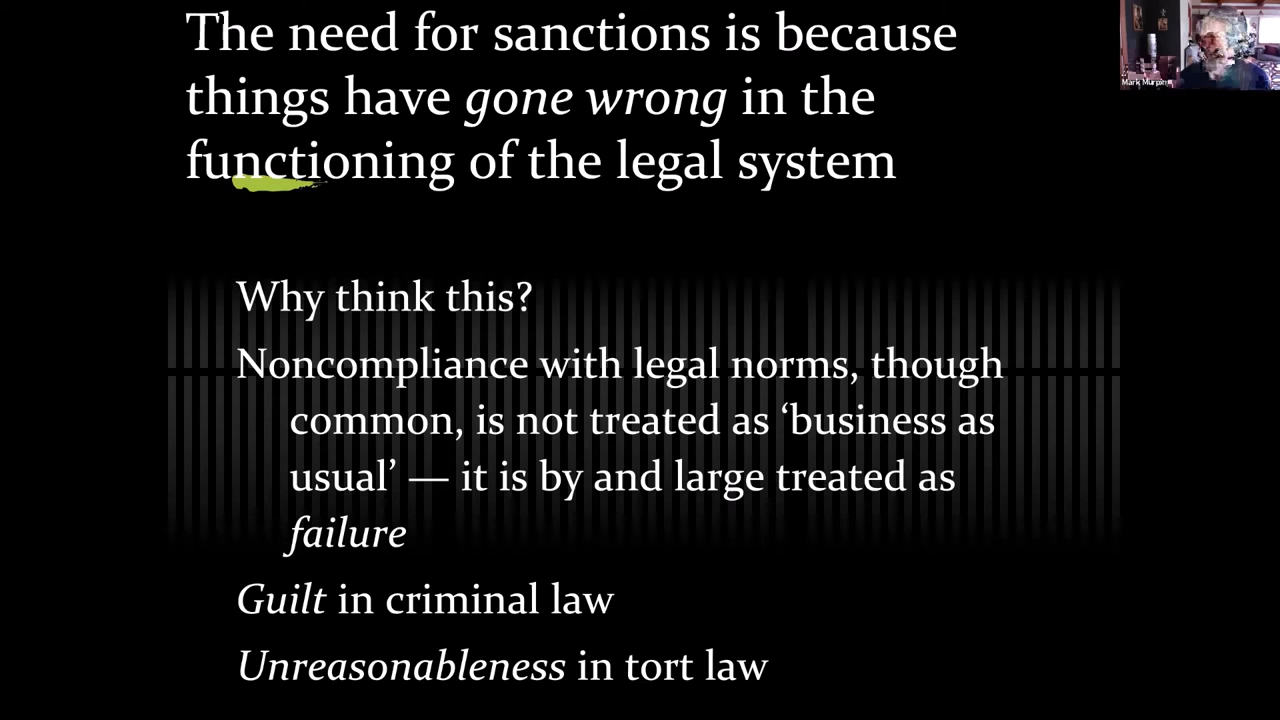 The need for sanctions is because
things have gone wrong in the
functioning of the legal system
Mark Murphy
Why think this?
Noncompliance with legal norms, though
common, is not treated as ‘business as
usual’ — it is by and large treated as
failure
Guilt in criminal law
Unreasonableness in tort law